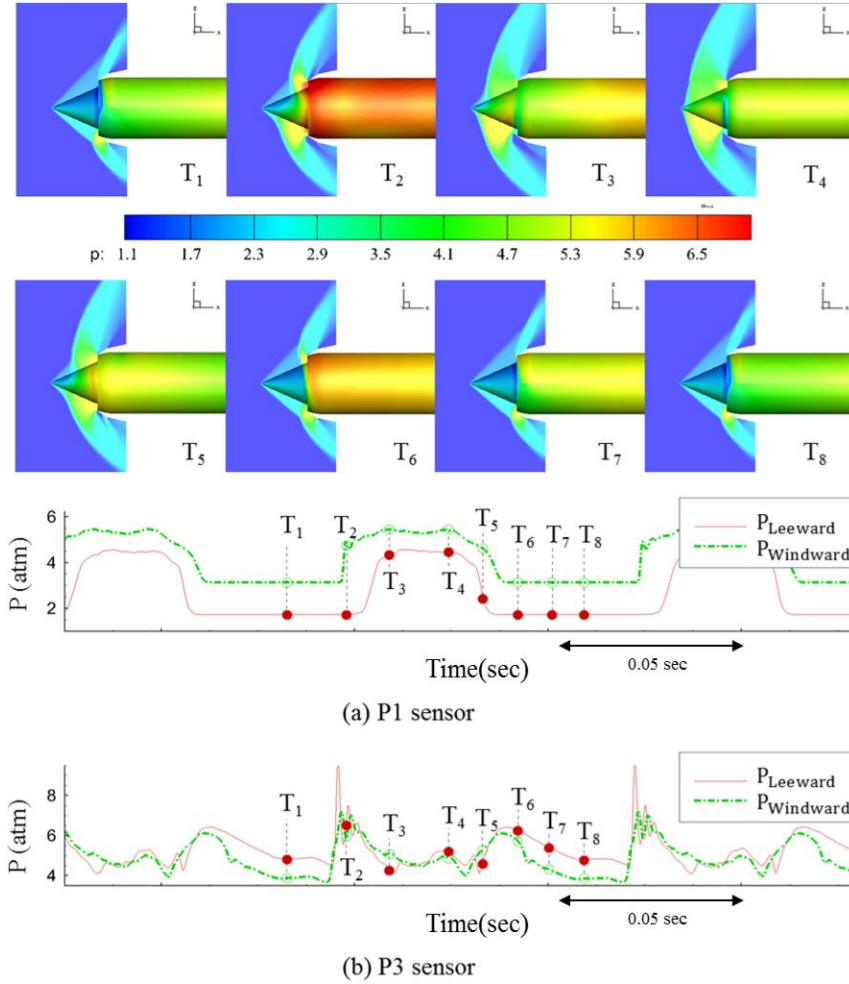 z
x
z
x
z
x
z
x
T1
T2
T3
T4
p: 1.1 1.7 2.3 2.9 3.5 4.1 4.7 5.3 5.9 6.5
z
x
z
x
z
x
z
x
T5
T6
T7
T8
P (atm)
6
4
2
T1
T2
T3
T4
T5
T6
T7
T8
PLeeward
PWindward
Time(sec)
0.05 sec
(a) P1 sensor
P (atm)
8
6
4
T1
T2
T3
T4
T5
T6
T7
T8
PLeeward
PWindward
Time(sec)
0.05 sec
(b) P3 sensor